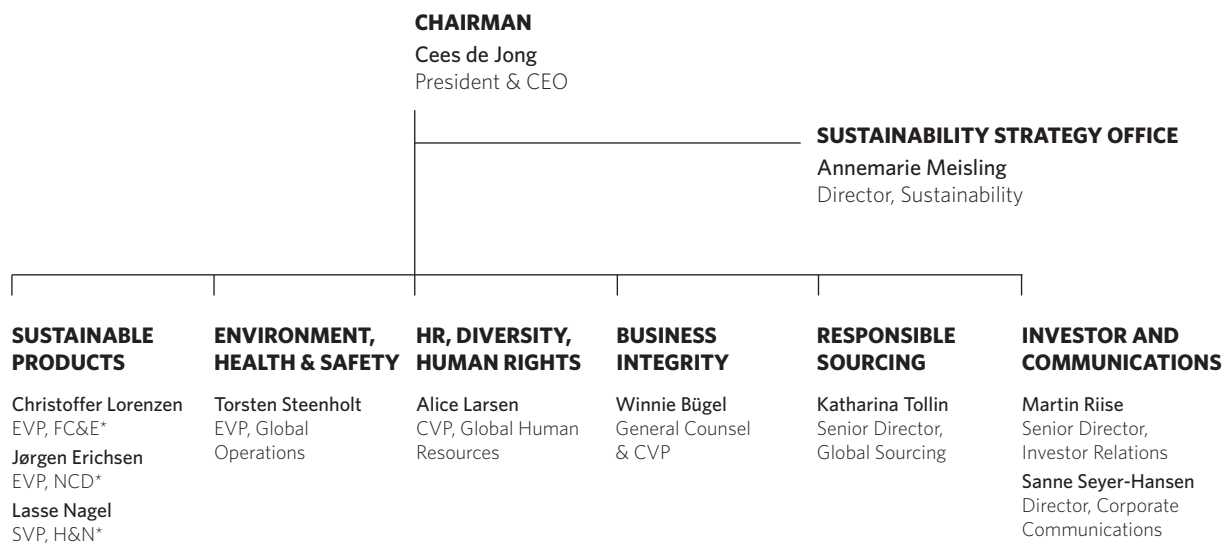 CHAIRMAN
Cees de Jong
President & CEO
SUSTAINABILITY STRATEGY OFFICE
Annemarie Meisling
Director, Sustainability
SUSTAINABLE
PRODUCTS
Christoffer Lorenzen
EVP, FC&E*
Jørgen Erichsen
EVP, NCD*
Lasse Nagel
SVP, H&N*
ENVIRONMENT,
HEALTH & SAFETY
Torsten Steenholt
EVP, Global
Operations
HR, DIVERSITY,
HUMAN RIGHTS
Alice Larsen
CVP, Global Human
Resources
BUSINESS
INTEGRITY
Winnie Bügel
General Counsel
& CVP
RESPONSIBLE
SOURCING
Katharina Tollin
Senior Director,
Global Sourcing
INVESTOR AND
COMMUNICATIONS
Martin Riise
Senior Director,
Investor Relations
Sanne Seyer-Hansen
Director, Corporate
Communications